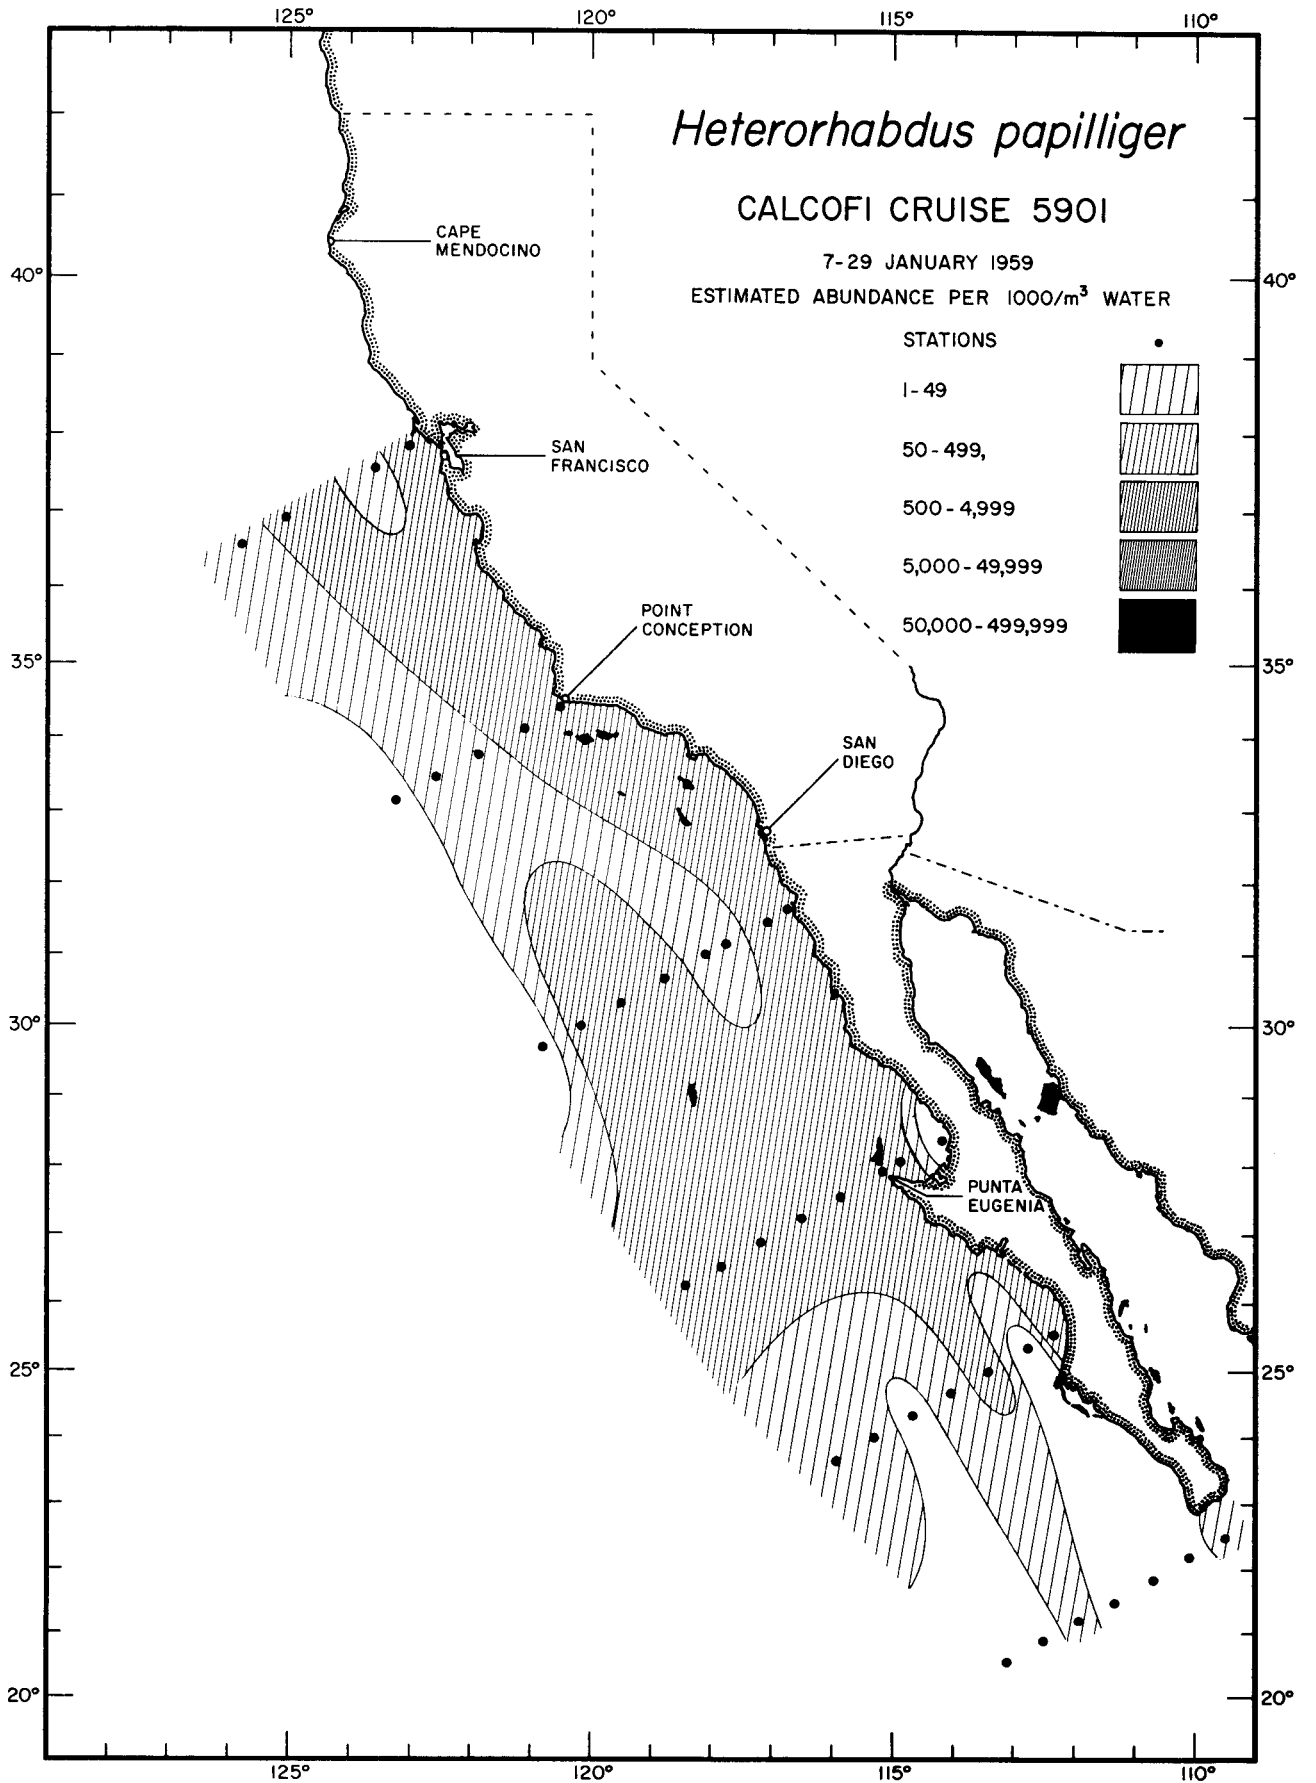 125° 120° 115° 110°
Heterorhabdus papilliger
CALCOFI CRUISE 5901
7-29 JANUARY 1959
ESTIMATED ABUNDANCE PER 1000/m³ WATER
STATIONS
1-49
50-499,
500-4,999
5,000-49,999
50,000-499,999
CAPE
MENDOCINO
40° 40°
SAN
FRANCISCO
POINT
CONCEPTION
35° 35°
SAN
DIEGO
30° 30°
PUNTA
EUGENIA
25° 25°
20° 20°
125° 120° 115° 110°